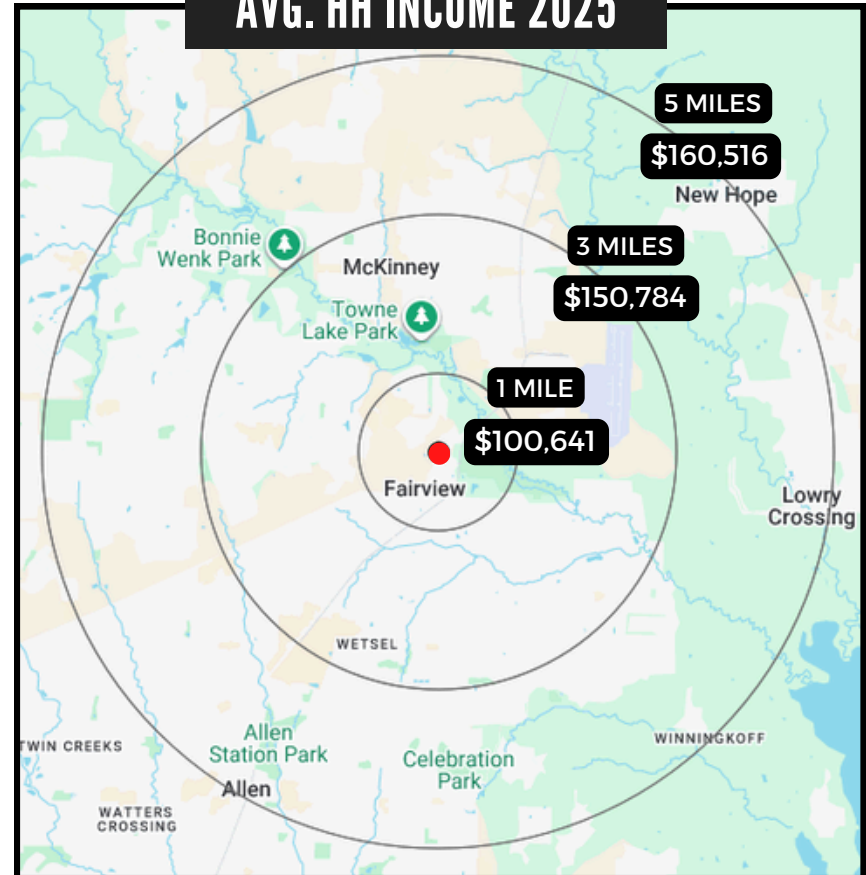 AVG. HH INCOME 2025
5 MILES
$160,516
New Hope
Bonnie
Wenk Park
McKinney
3 MILES
$150,784
Towne
Lake Park
1 MILE
$100,641
Fairview
Lowry
Crossing
WETSEL
TWIN CREEKS
Allen
Station Park
Celebration
Park
WINNINGKOFF
Allen
WATTERS
CROSSING